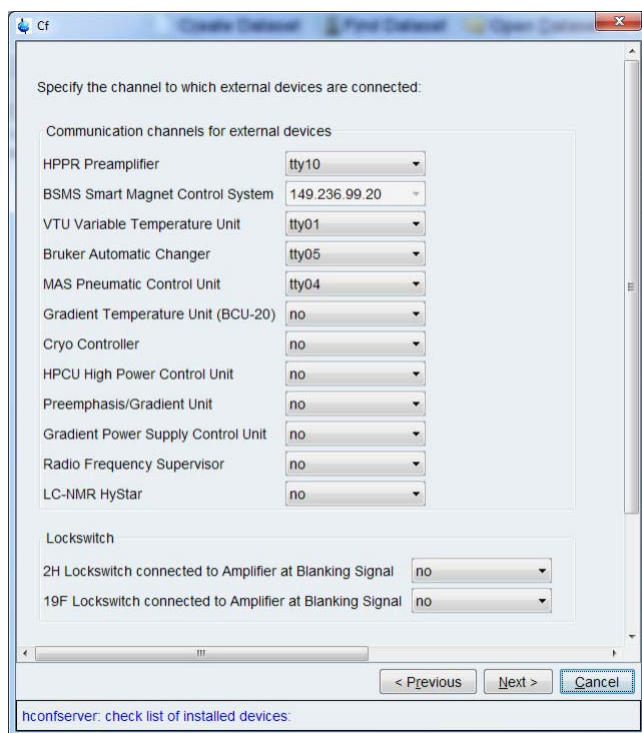 Cf
Create Dataset Find Dataset Open Datase
Specify the channel to which external devices are connected:
Communication channels for external devices
HPPR Preamplifier tty10
BSMS Smart Magnet Control System 149.236.99.20
VTU Variable Temperature Unit tty01
Bruker Automatic Changer tty05
MAS Pneumatic Control Unit tty04
Gradient Temperature Unit (BCU-20) no
Cryo Controller no
HPCU High Power Control Unit no
Preemphasis/Gradient Unit no
Gradient Power Supply Control Unit no
Radio Frequency Supervisor no
LC-NMR HyStar no
Lockswitch
2H Lockswitch connected to Amplifier at Blanking Signal no
19F Lockswitch connected to Amplifier at Blanking Signal no
< Previous Next > Cancel
hconfserver: check list of installed devices: